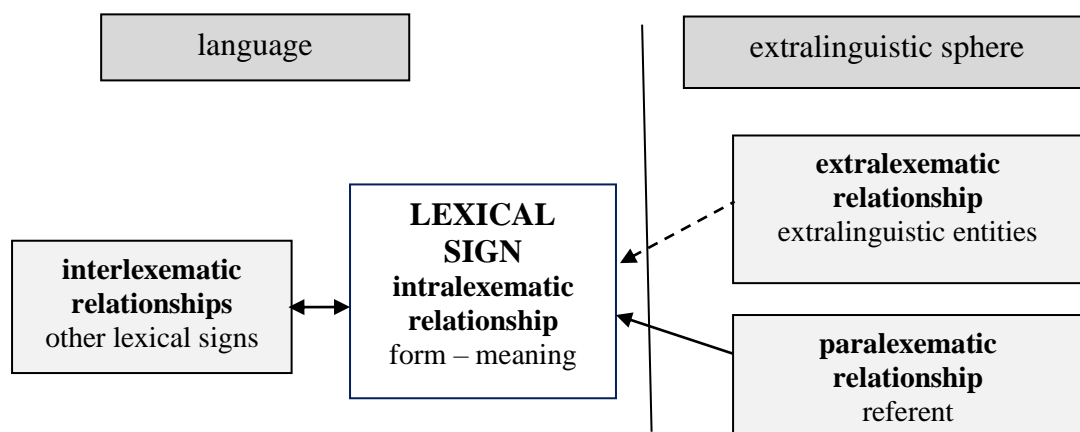 language
extralinguistic sphere
interlexematic
relationships
other lexical signs
LEXICAL
SIGN
intralexematic
relationship
form – meaning
extralexematic
relationship
extralinguistic entities
paralexematic
relationship
referent